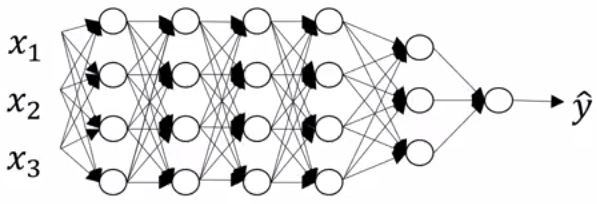 x₁
x₂
x₃
ŷ